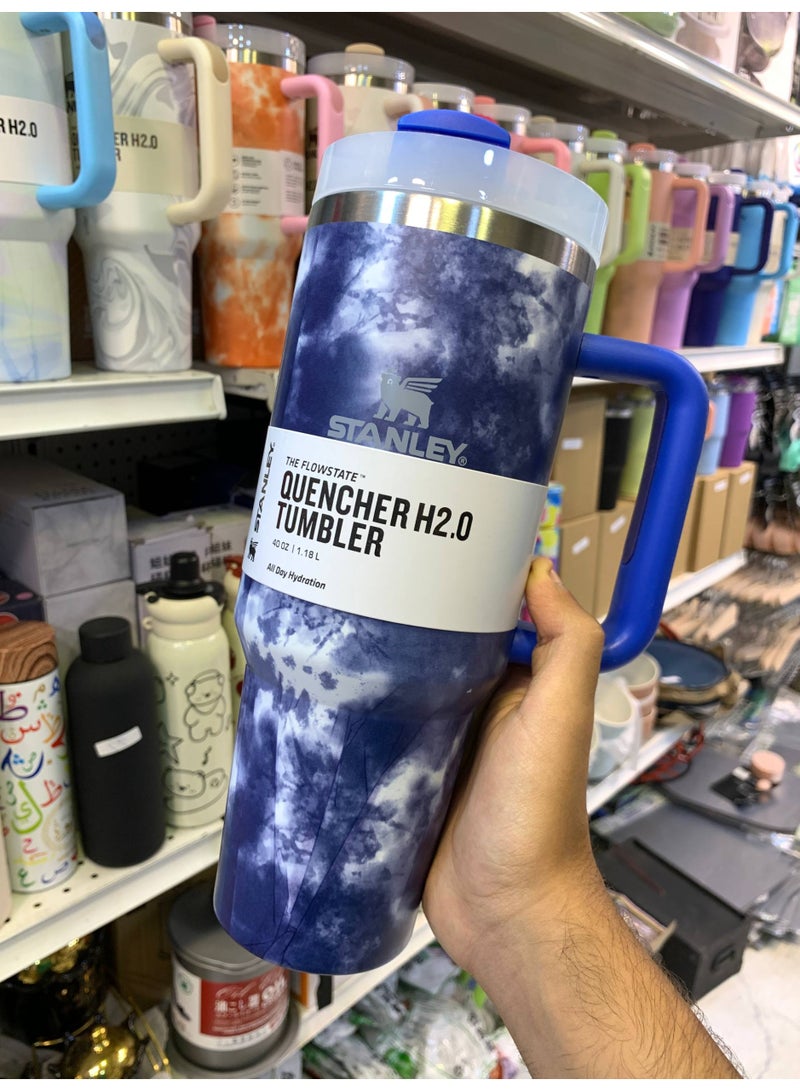 STANLEY®
THE FLOWSTATE™
QUENCHER H2.0
TUMBLER
40 OZ | 1.18 L
All Day Hydration
STANLEY
H2.0
H2.0